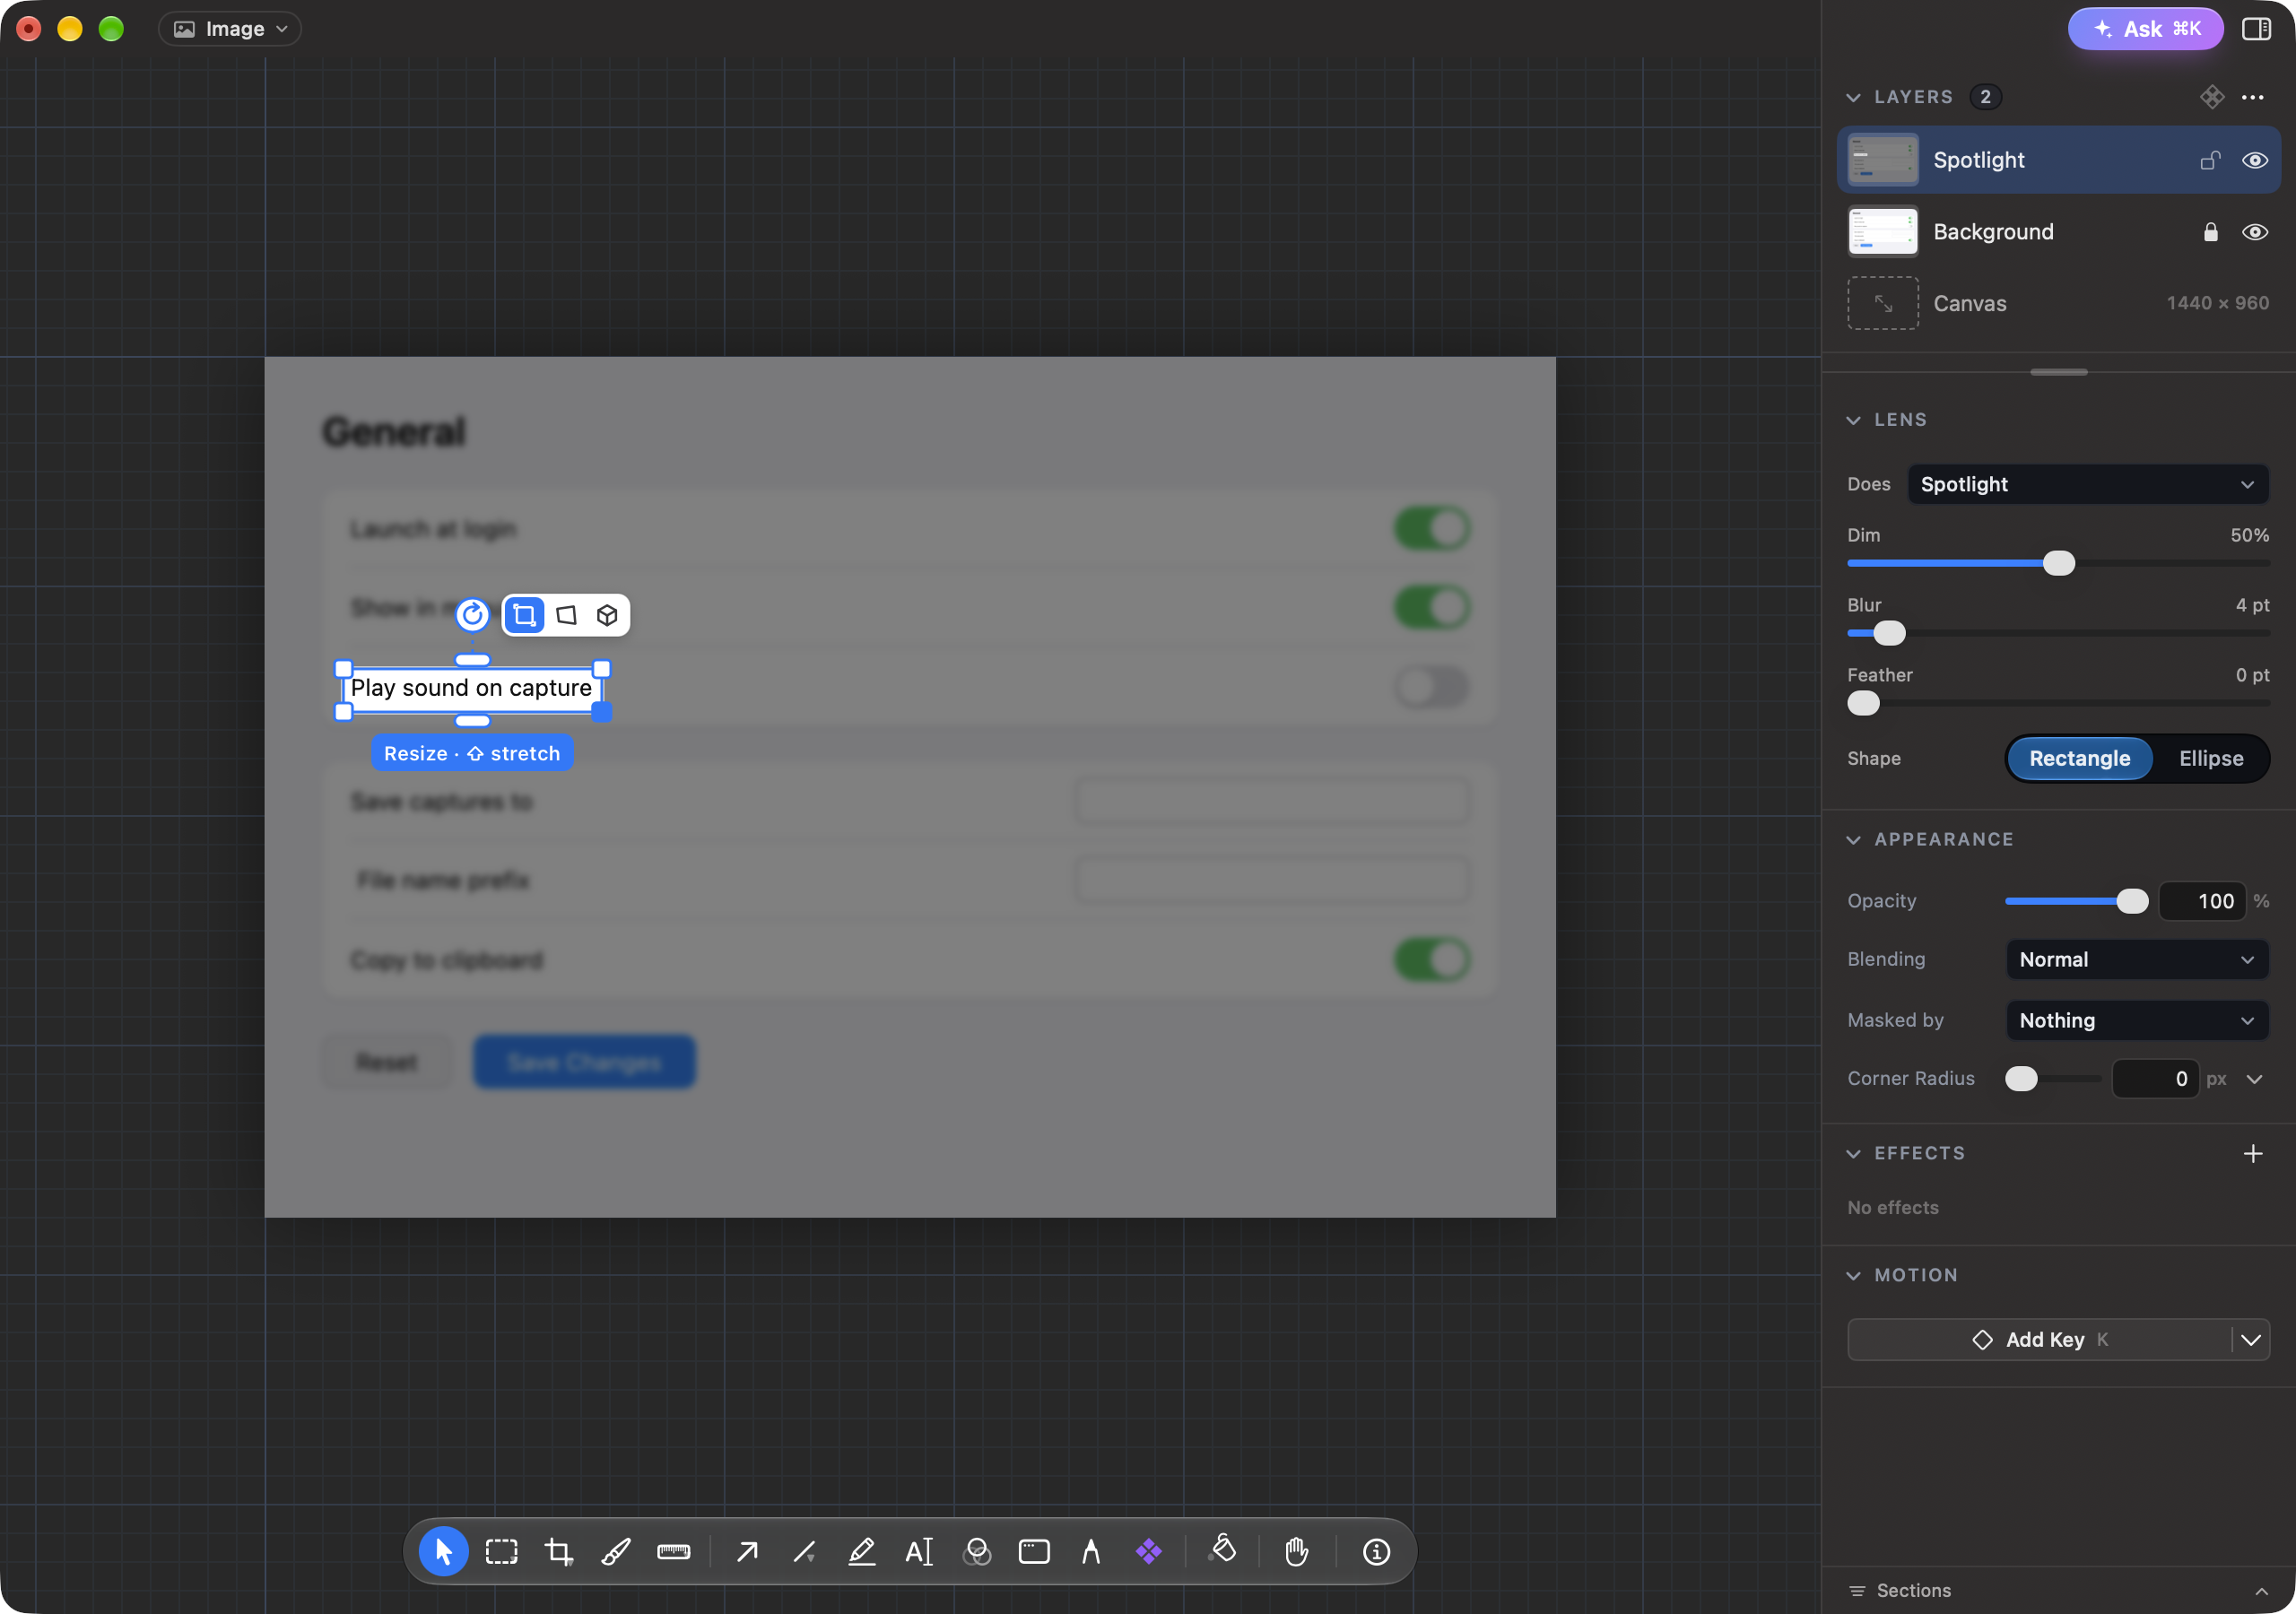 Image
Ask ⌘K
LAYERS 2
Spotlight
Background
Canvas 1440 × 960
LENS
Does Spotlight
Dim 50%
Blur 4 pt
Feather 0 pt
Shape Rectangle Ellipse
APPEARANCE
Opacity 100 %
Blending Normal
Masked by Nothing
Corner Radius 0 px
EFFECTS
No effects
MOTION
Add Key K
Sections
General
Launch at login
Show in m
Play sound on capture
Resize · ⇧ stretch
Save captures to
File name prefix
Copy to clipboard
Reset Save Changes